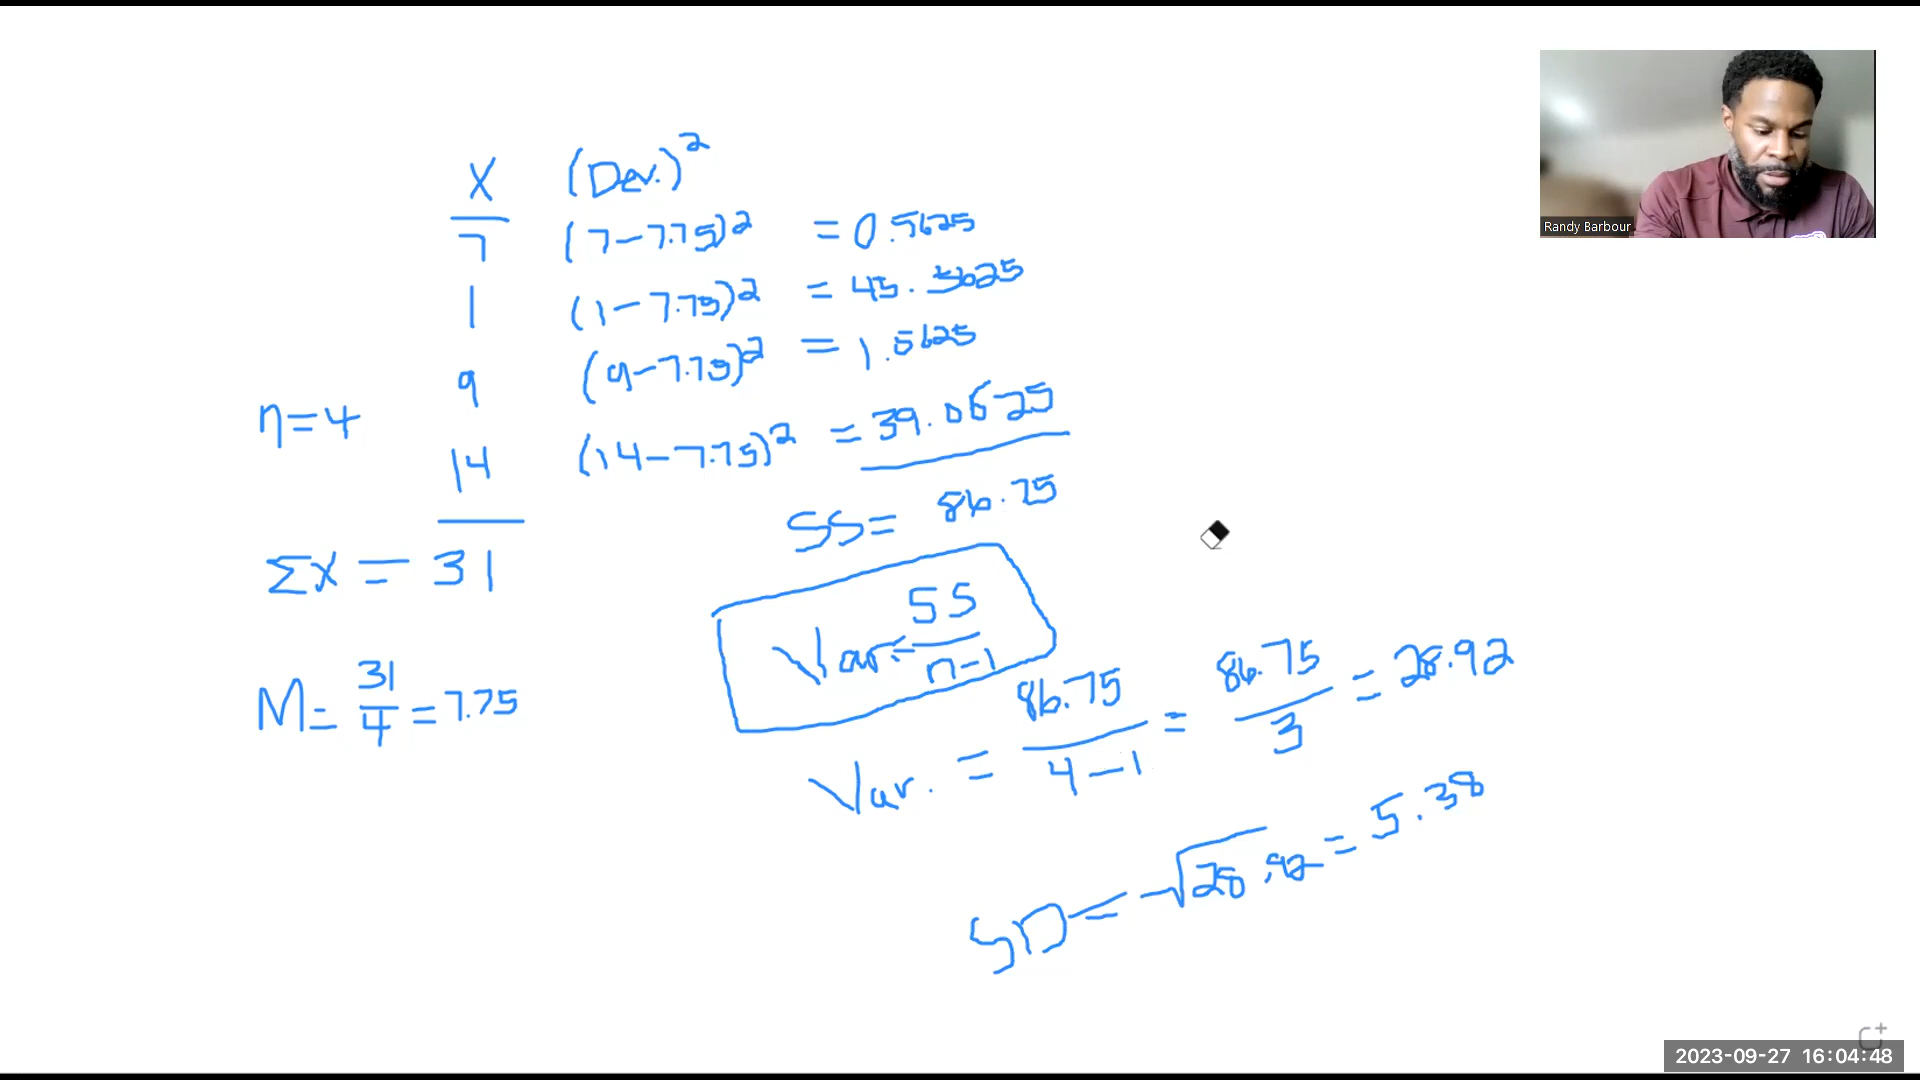 X (Dev.)²
7 (7-7.75)² = 0.5625
1 (1-7.75)² = 45.5625
9 (9-7.75)² = 1.5625
n=4
14 (14-7.75)² = 39.0625
SS= 86.75
Σx = 31
Var.= SS/n-1
M= 31/4 = 7.75
Var. = 86.75/4-1 = 86.75/3 = 28.92
SD= √28.92 = 5.38
Randy Barbour
2023-09-27 16:04:48